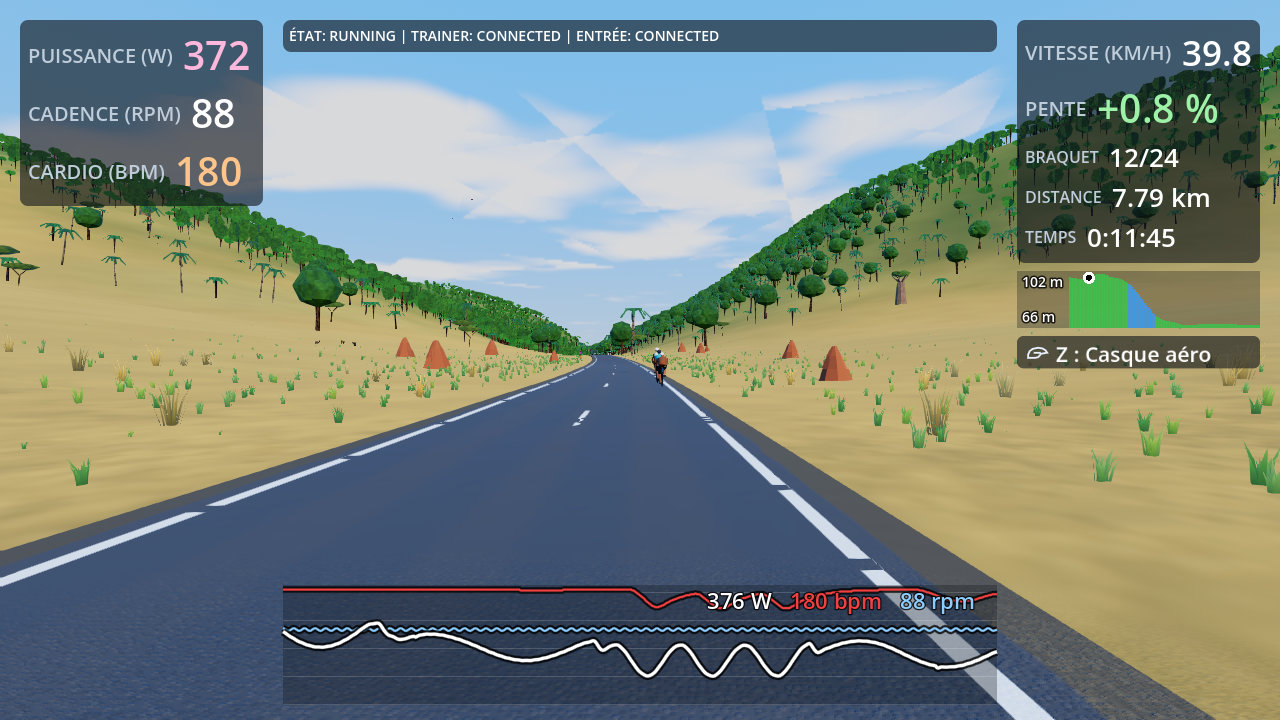 PUISSANCE (W) 372
CADENCE (RPM) 88
CARDIO (BPM) 180
ÉTAT: RUNNING | TRAINER: CONNECTED | ENTRÉE: CONNECTED
VITESSE (KM/H) 39.8
PENTE +0.8 %
BRAQUET 12/24
DISTANCE 7.79 km
TEMPS 0:11:45
102 m
66 m
Z : Casque aéro
376 W 180 bpm 88 rpm